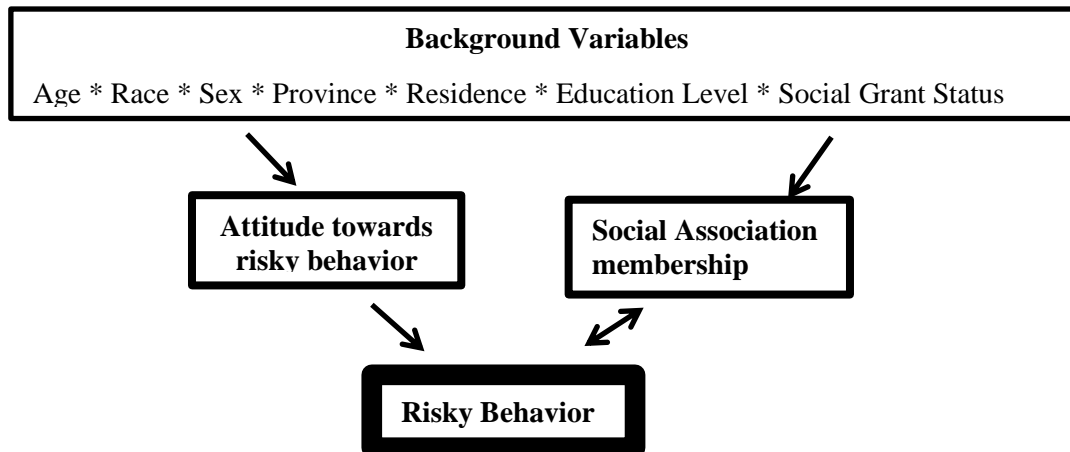 Background Variables
Age * Race * Sex * Province * Residence * Education Level * Social Grant Status
Attitude towards
risky behavior
Social Association
membership
Risky Behavior